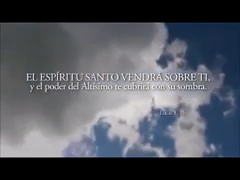 EL ESPÍRITU SANTO VENDRÁ SOBRE TI,
y el poder del Altísimo te cubrirá con su sombra.